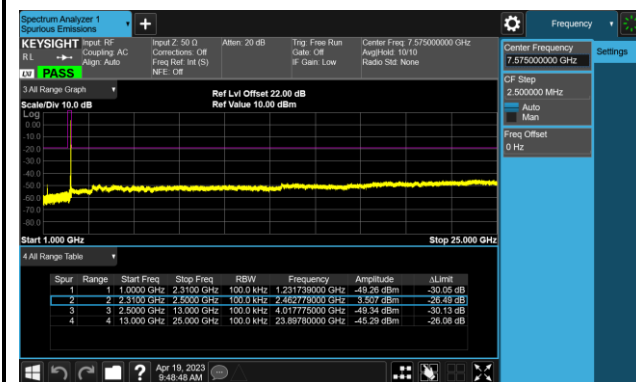 Spectrum Analyzer 1
Spurious Emissions
+
Frequency
KEYSIGHT
RL
LXI PASS
Input: RF
Coupling: AC
Align: Auto
Input Z: 50 Ω
Corrections: Off
Freq Ref: Int (S)
NFE: Off
Atten: 20 dB
Trig: Free Run
Gate: Off
IF Gain: Low
Center Freq: 7.575000000 GHz
Avg|Hold: 10/10
Radio Std: None
Center Frequency
7.575000000 GHz
Settings
CF Step
2.500000 MHz
Auto
Man
Freq Offset
0 Hz
3 All Range Graph
Scale/Div 10.0 dB
Ref Lvl Offset 22.00 dB
Ref Value 10.00 dBm
Log
0.00
-10.0
-20.0
-30.0
-40.0
-50.0
-60.0
-70.0
-80.0
Start 1.000 GHz
Stop 25.000 GHz
4 All Range Table
Spur Range Start Freq Stop Freq RBW Frequency Amplitude ΔLimit
1 1 1.0000 GHz 2.3100 GHz 100.0 kHz 1.231739000 GHz -49.26 dBm -30.05 dB
2 2 2.3100 GHz 2.5000 GHz 100.0 kHz 2.462779000 GHz 3.507 dBm -26.49 dB
3 3 2.5000 GHz 13.000 GHz 100.0 kHz 4.017775000 GHz -49.34 dBm -30.13 dB
4 4 13.000 GHz 25.000 GHz 100.0 kHz 23.89780000 GHz -45.29 dBm -26.08 dB
?
Apr 19, 2023
9:48:48 AM